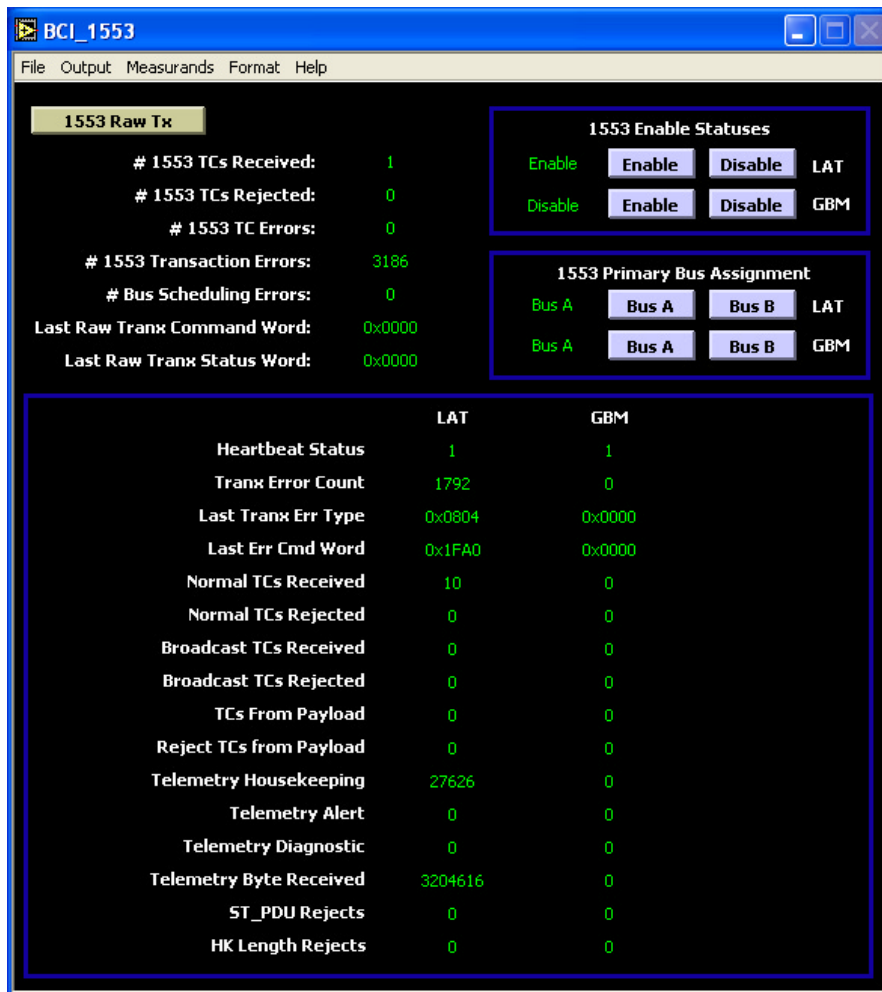 BCI_1553
File Output Measurands Format Help
1553 Raw Tx
# 1553 TCs Received: 1
# 1553 TCs Rejected: 0
# 1553 TC Errors: 0
# 1553 Transaction Errors: 3186
# Bus Scheduling Errors: 0
Last Raw Tranx Command Word: 0x0000
Last Raw Tranx Status Word: 0x0000
1553 Enable Statuses
Enable Enable Disable LAT
Disable Enable Disable GBM
1553 Primary Bus Assignment
Bus A Bus A Bus B LAT
Bus A Bus A Bus B GBM
LAT GBM
Heartbeat Status 1 1
Tranx Error Count 1792 0
Last Tranx Err Type 0x0804 0x0000
Last Err Cmd Word 0x1FA0 0x0000
Normal TCs Received 10 0
Normal TCs Rejected 0 0
Broadcast TCs Received 0 0
Broadcast TCs Rejected 0 0
TCs From Payload 0 0
Reject TCs from Payload 0 0
Telemetry Housekeeping 27626 0
Telemetry Alert 0 0
Telemetry Diagnostic 0 0
Telemetry Byte Received 3204616 0
ST_PDU Rejects 0 0
HK Length Rejects 0 0